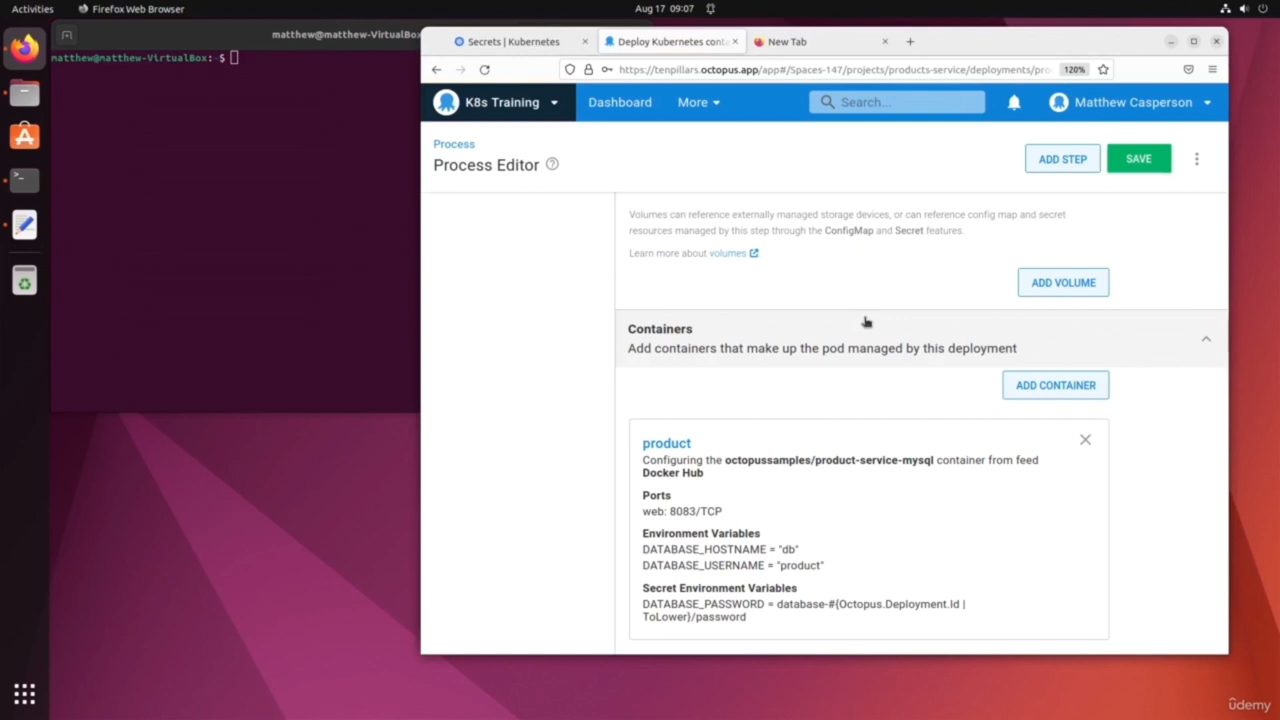 Activities
Firefox Web Browser
Aug 17 09:07
matthew@matthew-VirtualBo
matthew@matthew-VirtualBox:~$
Secrets | Kubernetes
Deploy Kubernetes cont
New Tab
https://tenpillars.octopus.app/app#/Spaces-147/projects/products-service/deployments/pro
120%
K8s Training
Dashboard
More
Search...
Matthew Casperson
Process
Process Editor
ADD STEP
SAVE
Volumes can reference externally managed storage devices, or can reference config map and secret
resources managed by this step through the ConfigMap and Secret features.
Learn more about volumes
ADD VOLUME
Containers
Add containers that make up the pod managed by this deployment
ADD CONTAINER
product
Configuring the octopussamples/product-service-mysql container from feed
Docker Hub
Ports
web: 8083/TCP
Environment Variables
DATABASE_HOSTNAME = "db"
DATABASE_USERNAME = "product"
Secret Environment Variables
DATABASE_PASSWORD = database-#{Octopus.Deployment.Id |
ToLower}/password
ûdemy